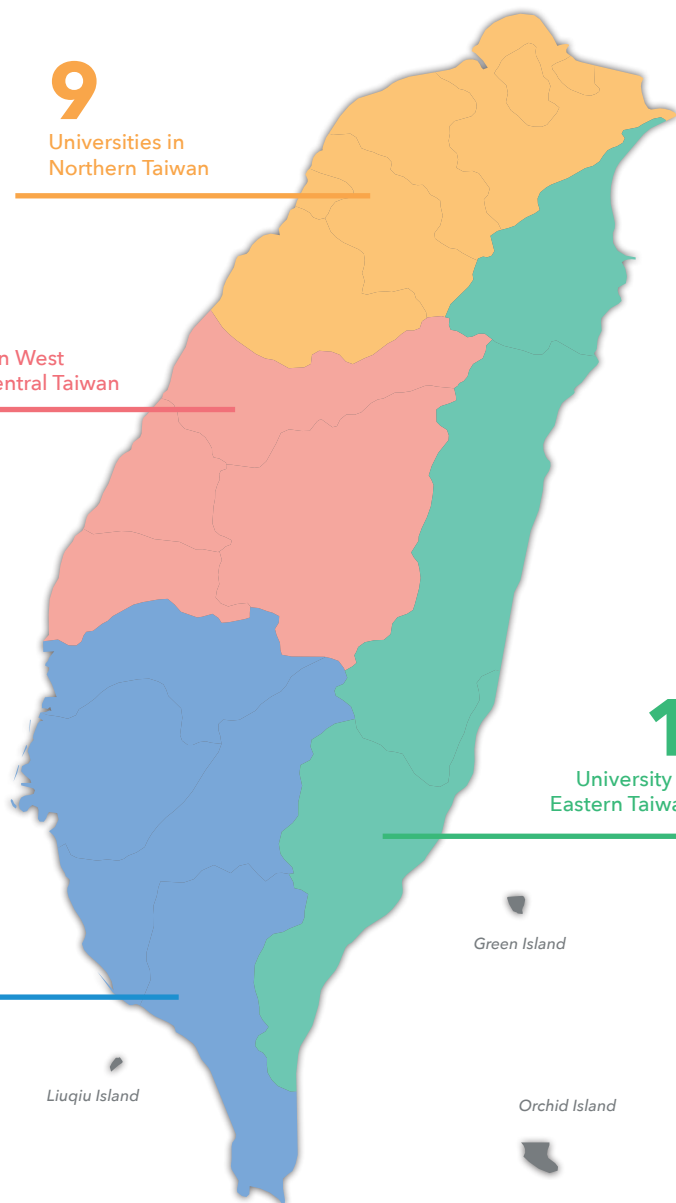 9
Universities in
Northern Taiwan
n West
entral Taiwan
1
University
Eastern Taiwa
Green Island
Liuqiu Island
Orchid Island